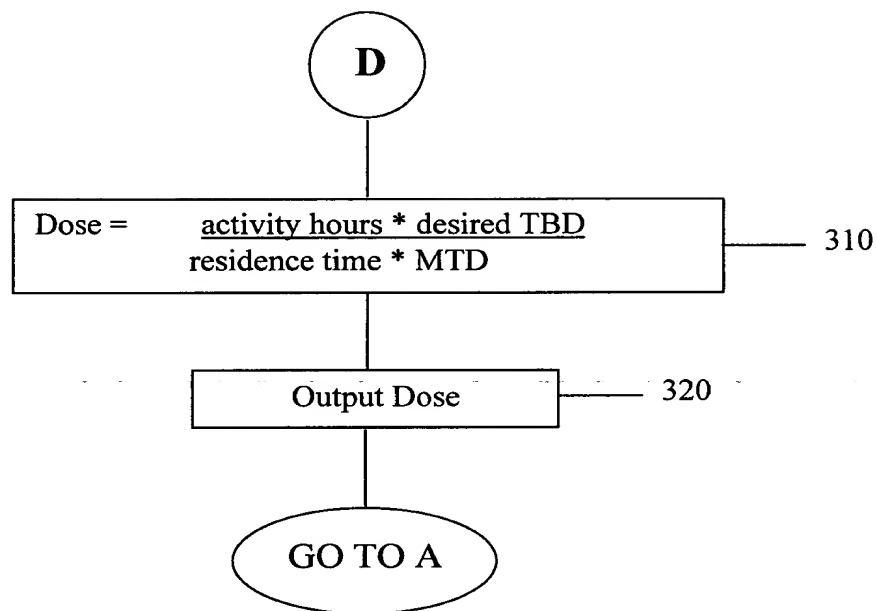 D
Dose = activity hours * desired TBD
residence time * MTD
310
Output Dose
320
GO TO A